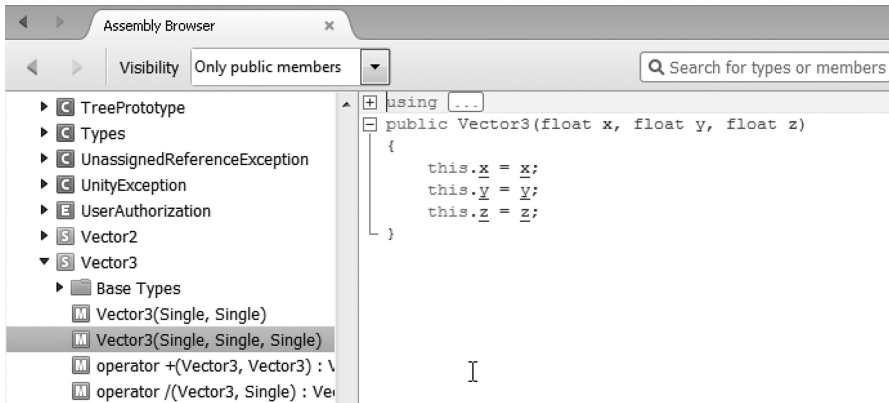 Assembly Browser ×
Visibility Only public members
Search for types or members
C TreePrototype
C Types
C UnassignedReferenceException
C UnityException
E UserAuthorization
S Vector2
S Vector3
Base Types
M Vector3(Single, Single)
M Vector3(Single, Single, Single)
M operator +(Vector3, Vector3) : V
M operator /(Vector3, Single) : Ve
using ...
public Vector3(float x, float y, float z)
{
this.x = x;
this.y = y;
this.z = z;
}